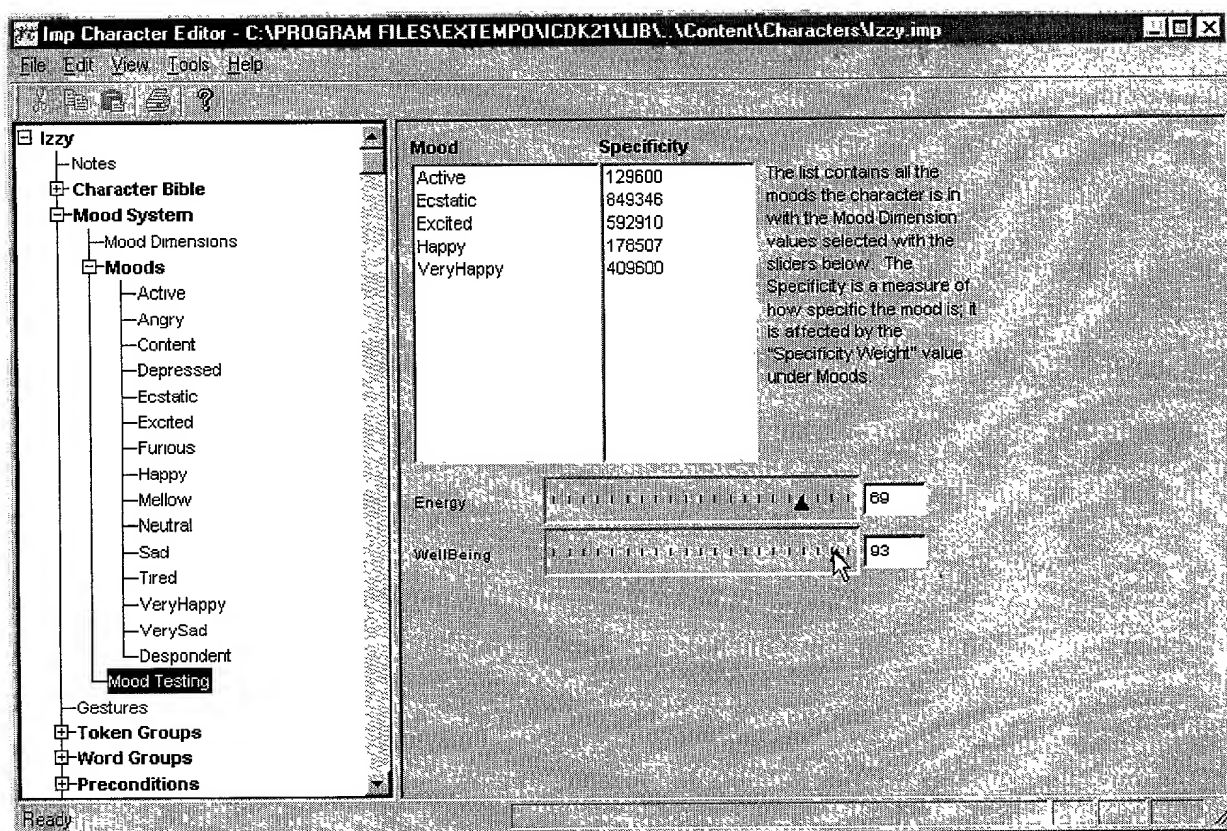 Imp Character Editor - C:\PROGRAM FILES\EXTEMPO\ICDK21\LIB\..\Content\Characters\Izzy.imp
File Edit View Tools Help
Izzy
Notes
Character Bible
Mood System
Mood Dimensions
Moods
Active
Angry
Content
Depressed
Ecstatic
Excited
Furious
Happy
Mellow
Neutral
Sad
Tired
VeryHappy
VerySad
Despondent
Mood Testing
Gestures
Token Groups
Word Groups
Preconditions
Mood Specificity
Active 129600
Ecstatic 849346
Excited 592910
Happy 178507
VeryHappy 409600
The list contains all the
moods the character is in
with the Mood Dimension
values selected with the
sliders below. The
Specificity is a measure of
how specific the mood is; it
is affected by the
"Specificity Weight" value
under Moods.
Energy 69
WellBeing 93
Ready